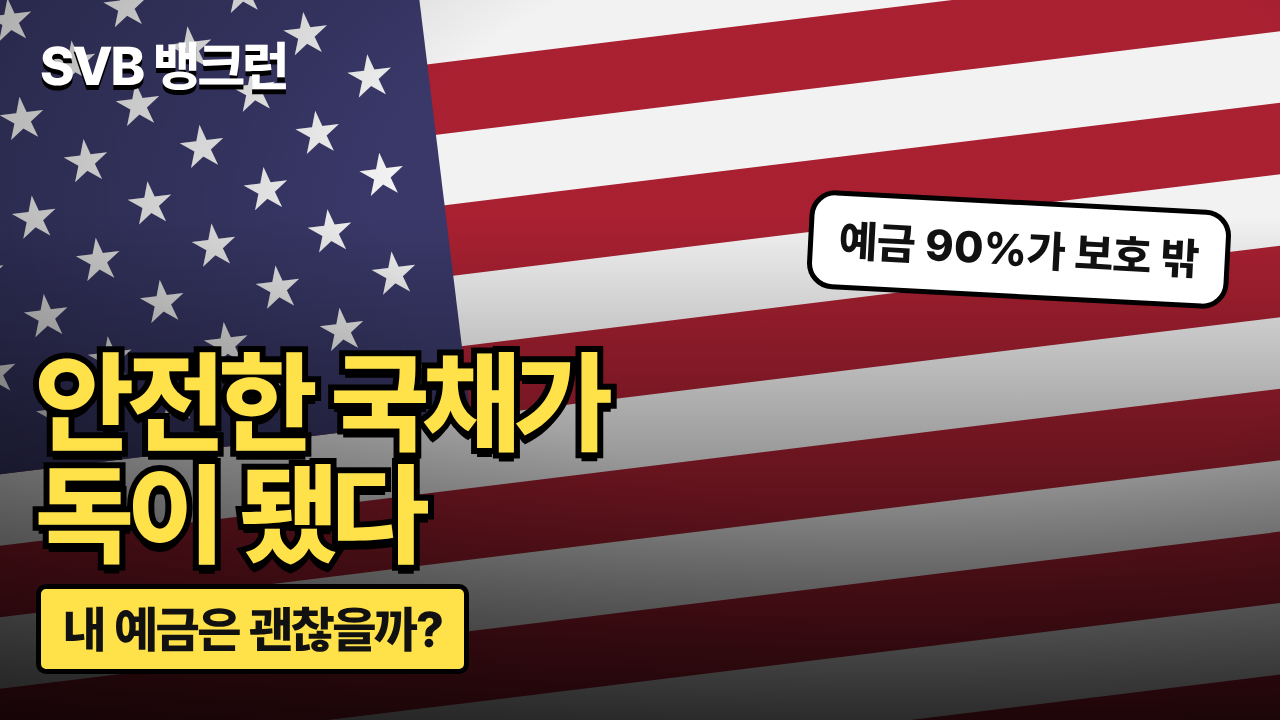 SVB 뱅크런
예금 90%가 보호 밖
안전한 국채가
독이 됐다
내 예금은 괜찮을까?